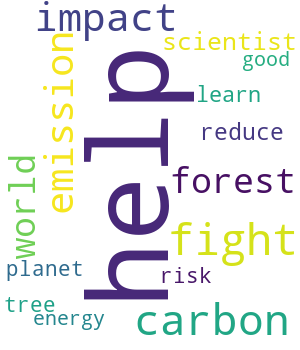 impact
scientist
good
emission
learn
reduce
help
forest
world
fight
planet
risk
tree
energy
carbon